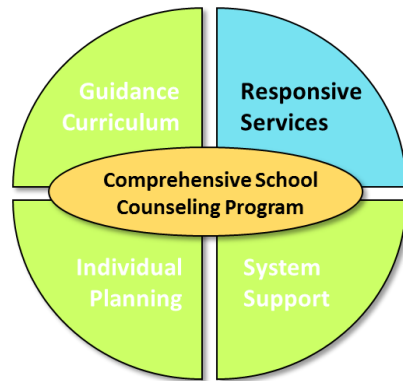 Guidance
Curriculum
Responsive
Services
Comprehensive School
Counseling Program
Individual
Planning
System
Support